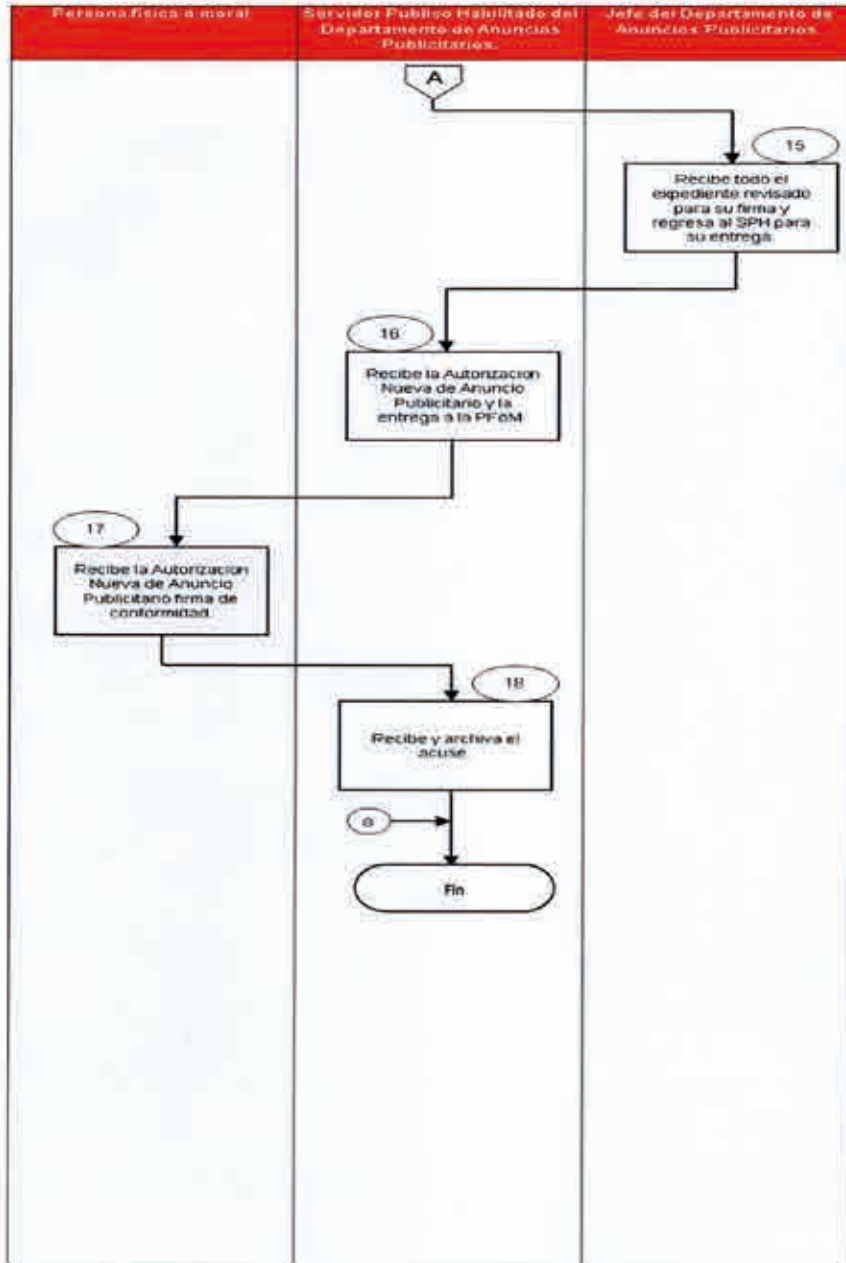 Persona física o moral
Servidor Público Habilitado del
Departamento de Anuncios
Publicitarios.
Jefe del Departamento de
Anuncios Publicitarios
A
15
Recibe todo el
expediente revisado
para su firma y
regresa al SPH para
su entrega
16
Recibe la Autorizacion
Nueva de Anuncio
Publicitario y la
entrega a la PFoM
17
Recibe la Autorizacion
Nueva de Anuncio
Publicitario firma de
conformidad.
18
Recibe y archiva el
acuse
Fin